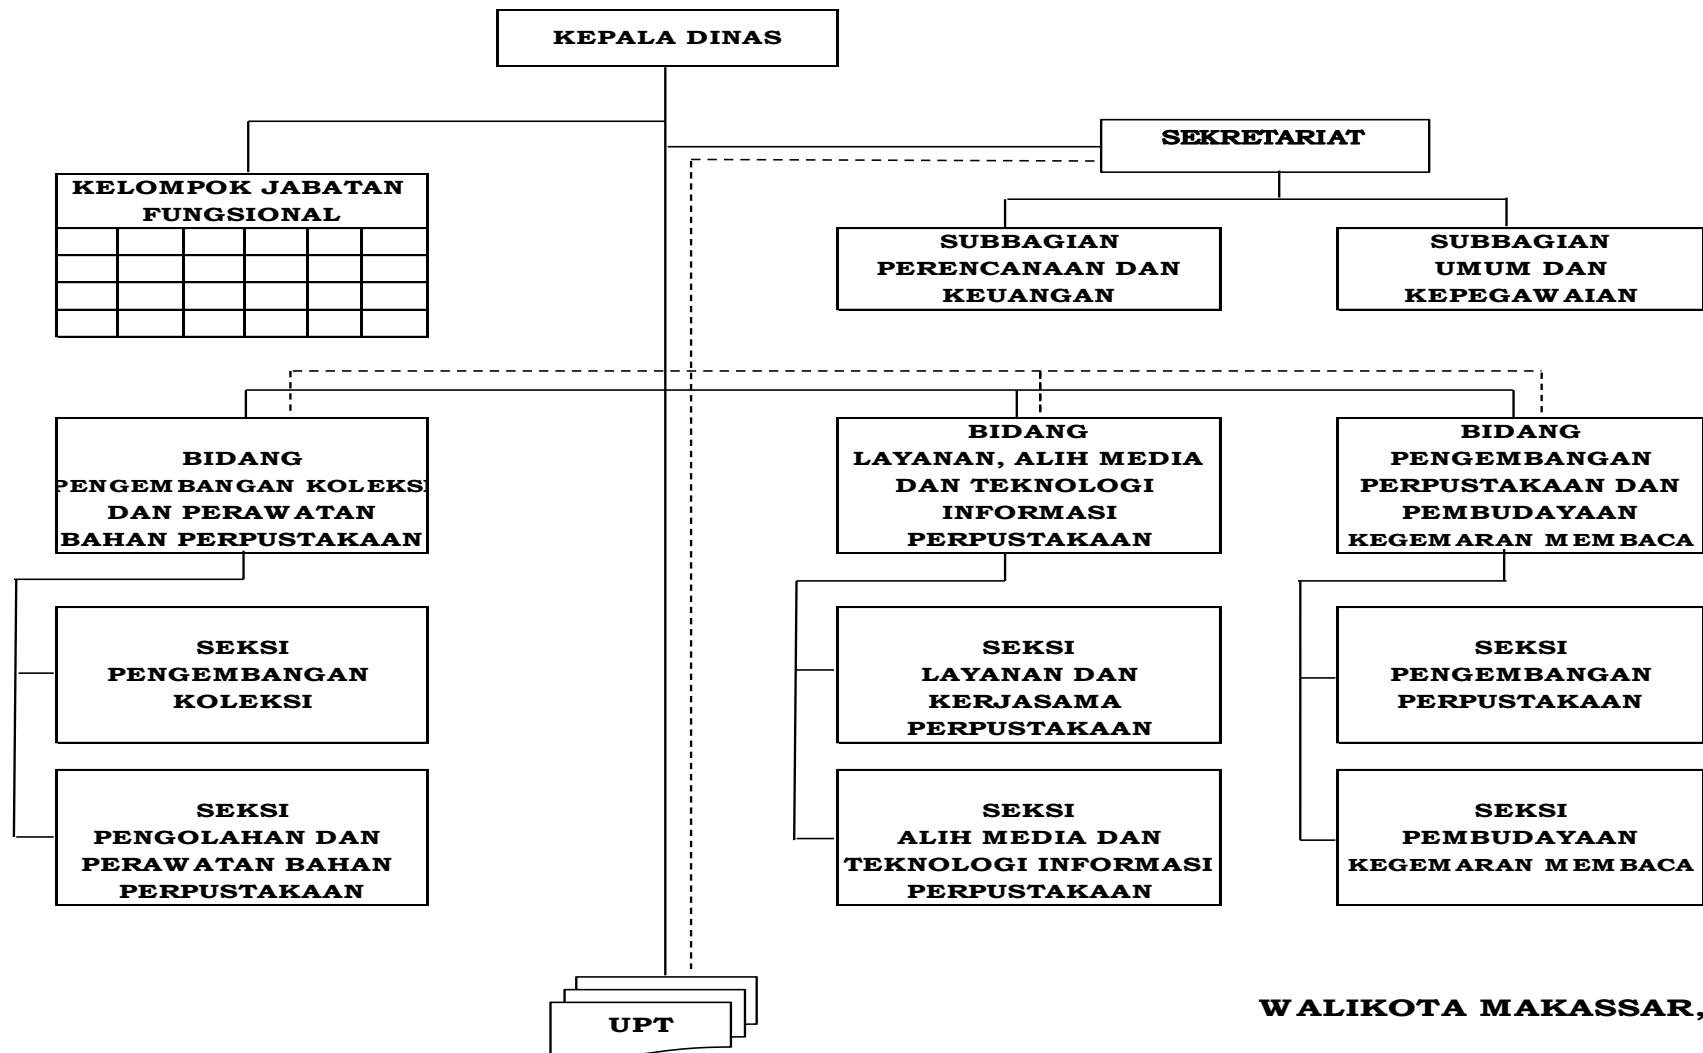 KEPALA DINAS
SEKRETARIAT
KELOMPOK JABATAN
FUNGSIONAL
SUBBAGIAN
PERENCANAAN DAN
KEUANGAN
SUBBAGIAN
UMUM DAN
KEPEGAWAIAN
BIDANG
PENGEMBANGAN KOLEKSI
DAN PERAWATAN
BAHAN PERPUSTAKAAN
BIDANG
LAYANAN, ALIH MEDIA
DAN TEKNOLOGI
INFORMASI
PERPUSTAKAAN
BIDANG
PENGEMBANGAN
PERPUSTAKAAN DAN
PEMBUDAYAAN
KEGEMARAN MEMBACA
SEKSI
PENGEMBANGAN
KOLEKSI
SEKSI
LAYANAN DAN
KERJASAMA
PERPUSTAKAAN
SEKSI
PENGEMBANGAN
PERPUSTAKAAN
SEKSI
PENGOLAHAN DAN
PERAWATAN BAHAN
PERPUSTAKAAN
SEKSI
ALIH MEDIA DAN
TEKNOLOGI INFORMASI
PERPUSTAKAAN
SEKSI
PEMBUDAYAAN
KEGEMARAN MEMBACA
UPT
WALIKOTA MAKASSAR,